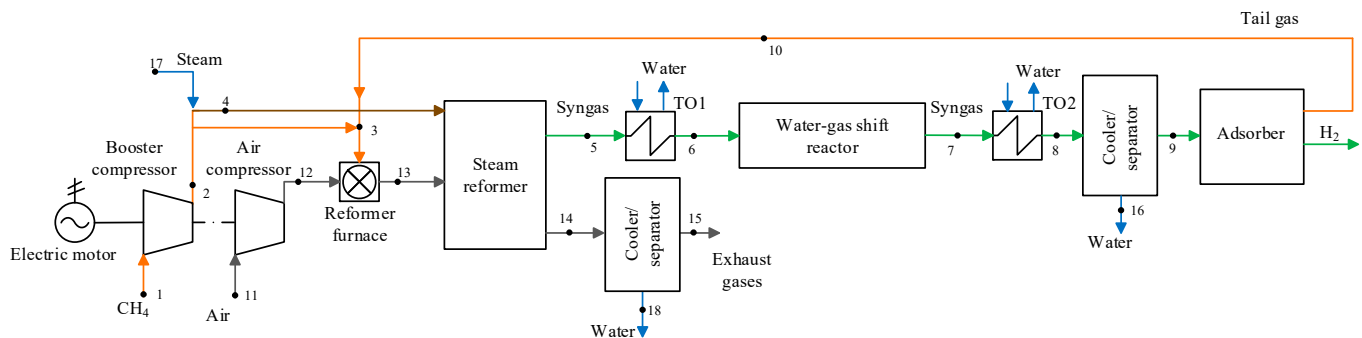 Tail gas
10
17
Steam
4
Water
Water
3
Syngas
TO1
Syngas
TO2
5
6
Water-gas shift
reactor
7
8
Cooler/
separator
9
Adsorber
H2
Booster
compressor
Air
compressor
12
13
Steam
reformer
2
Reformer
furnace
14
Cooler/
separator
15
16
Electric motor
Exhaust
gases
Water
1
11
CH4
Air
18
Water